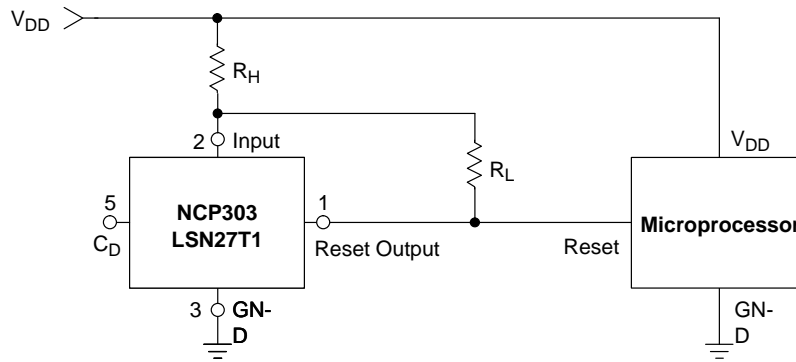 VDD
RH
2 Input
VDD
RL
5
NCP303
LSN27T1
1
CD
Reset Output
Reset
Microprocessor
3 GN-
D
GN-
D